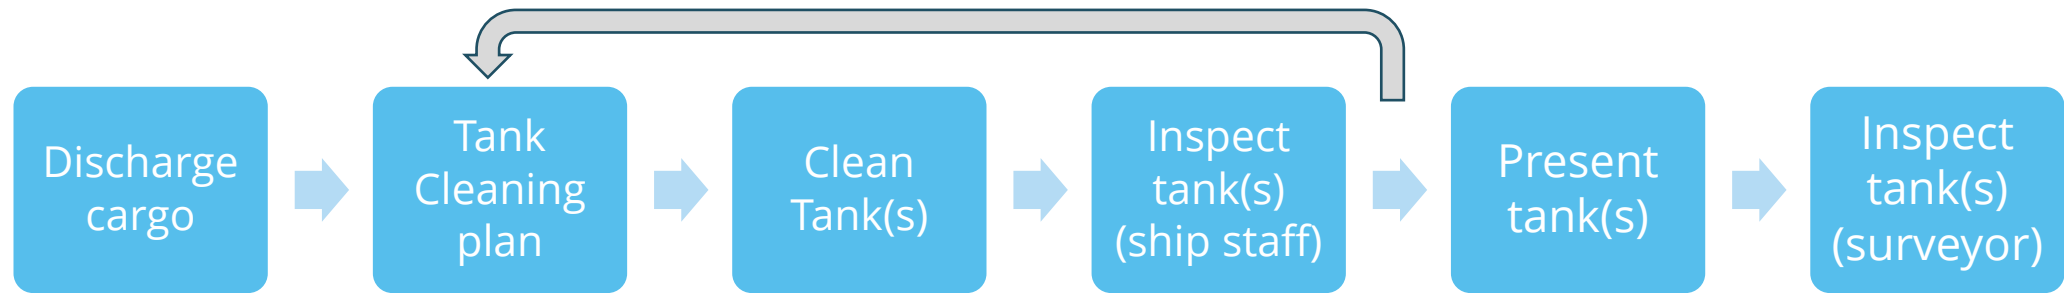 Discharge
cargo
Tank
Cleaning
plan
Clean
Tank(s)
Inspect
tank(s)
(ship staff)
Present
tank(s)
Inspect
tank(s)
(surveyor)